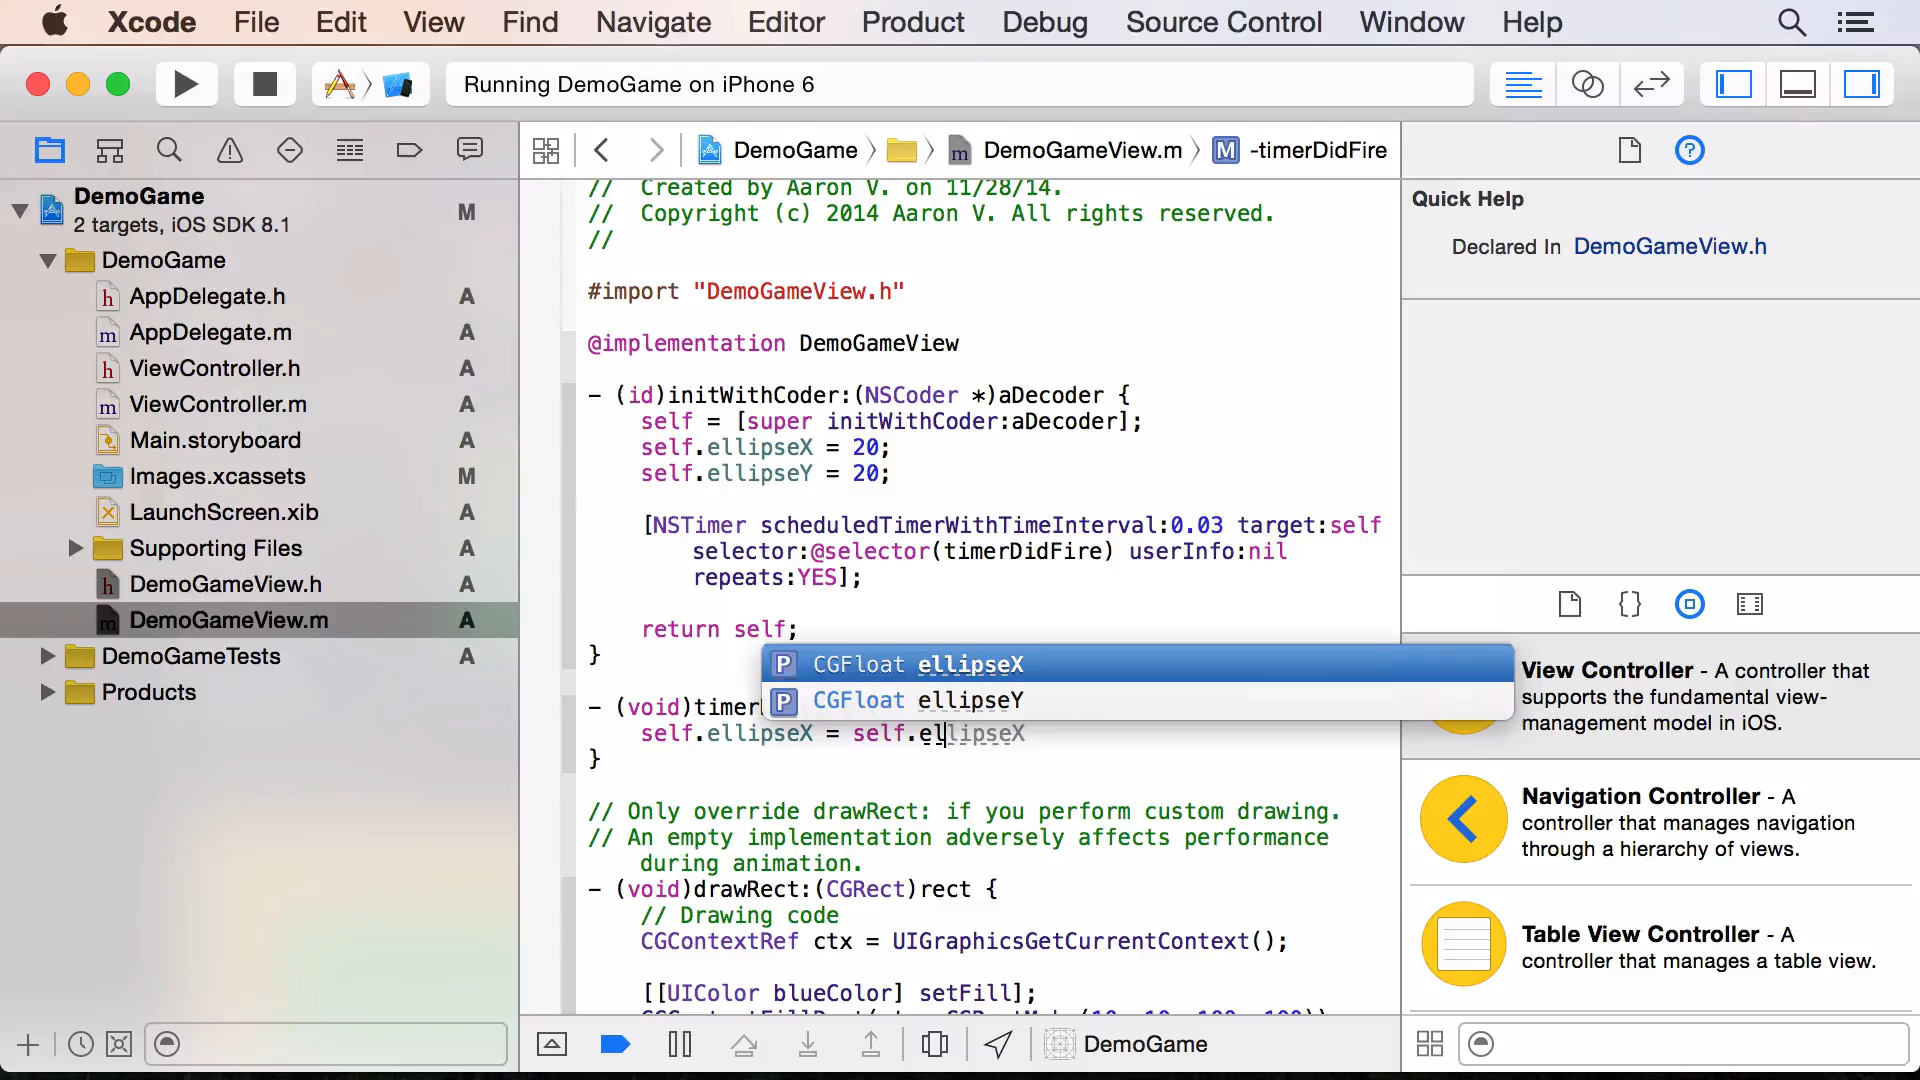 Xcode File Edit View Find Navigate Editor Product Debug Source Control Window Help
Running DemoGame on iPhone 6
DemoGame
DemoGameView.m
M
-timerDidFire
DemoGame
2 targets, iOS SDK 8.1
M
DemoGame
h AppDelegate.h A
m AppDelegate.m A
h ViewController.h A
m ViewController.m A
Main.storyboard A
Images.xcassets M
LaunchScreen.xib A
Supporting Files A
h DemoGameView.h A
m DemoGameView.m A
DemoGameTests A
Products
//  Created by Aaron V. on 11/28/14.
//  Copyright (c) 2014 Aaron V. All rights reserved.
//
#import "DemoGameView.h"
@implementation DemoGameView
- (id)initWithCoder:(NSCoder *)aDecoder {
self = [super initWithCoder:aDecoder];
self.ellipseX = 20;
self.ellipseY = 20;
[NSTimer scheduledTimerWithTimeInterval:0.03 target:self
selector:@selector(timerDidFire) userInfo:nil
repeats:YES];
return self;
}
P CGFloat ellipseX
P CGFloat ellipseY
- (void)timer
self.ellipseX = self.ellipseX
}
// Only override drawRect: if you perform custom drawing.
// An empty implementation adversely affects performance
during animation.
- (void)drawRect:(CGRect)rect {
// Drawing code
CGContextRef ctx = UIGraphicsGetCurrentContext();
[[UIColor blueColor] setFill];
DemoGame
Quick Help
Declared In DemoGameView.h
View Controller - A controller that
supports the fundamental view-
management model in iOS.
Navigation Controller - A
controller that manages navigation
through a hierarchy of views.
Table View Controller - A
controller that manages a table view.